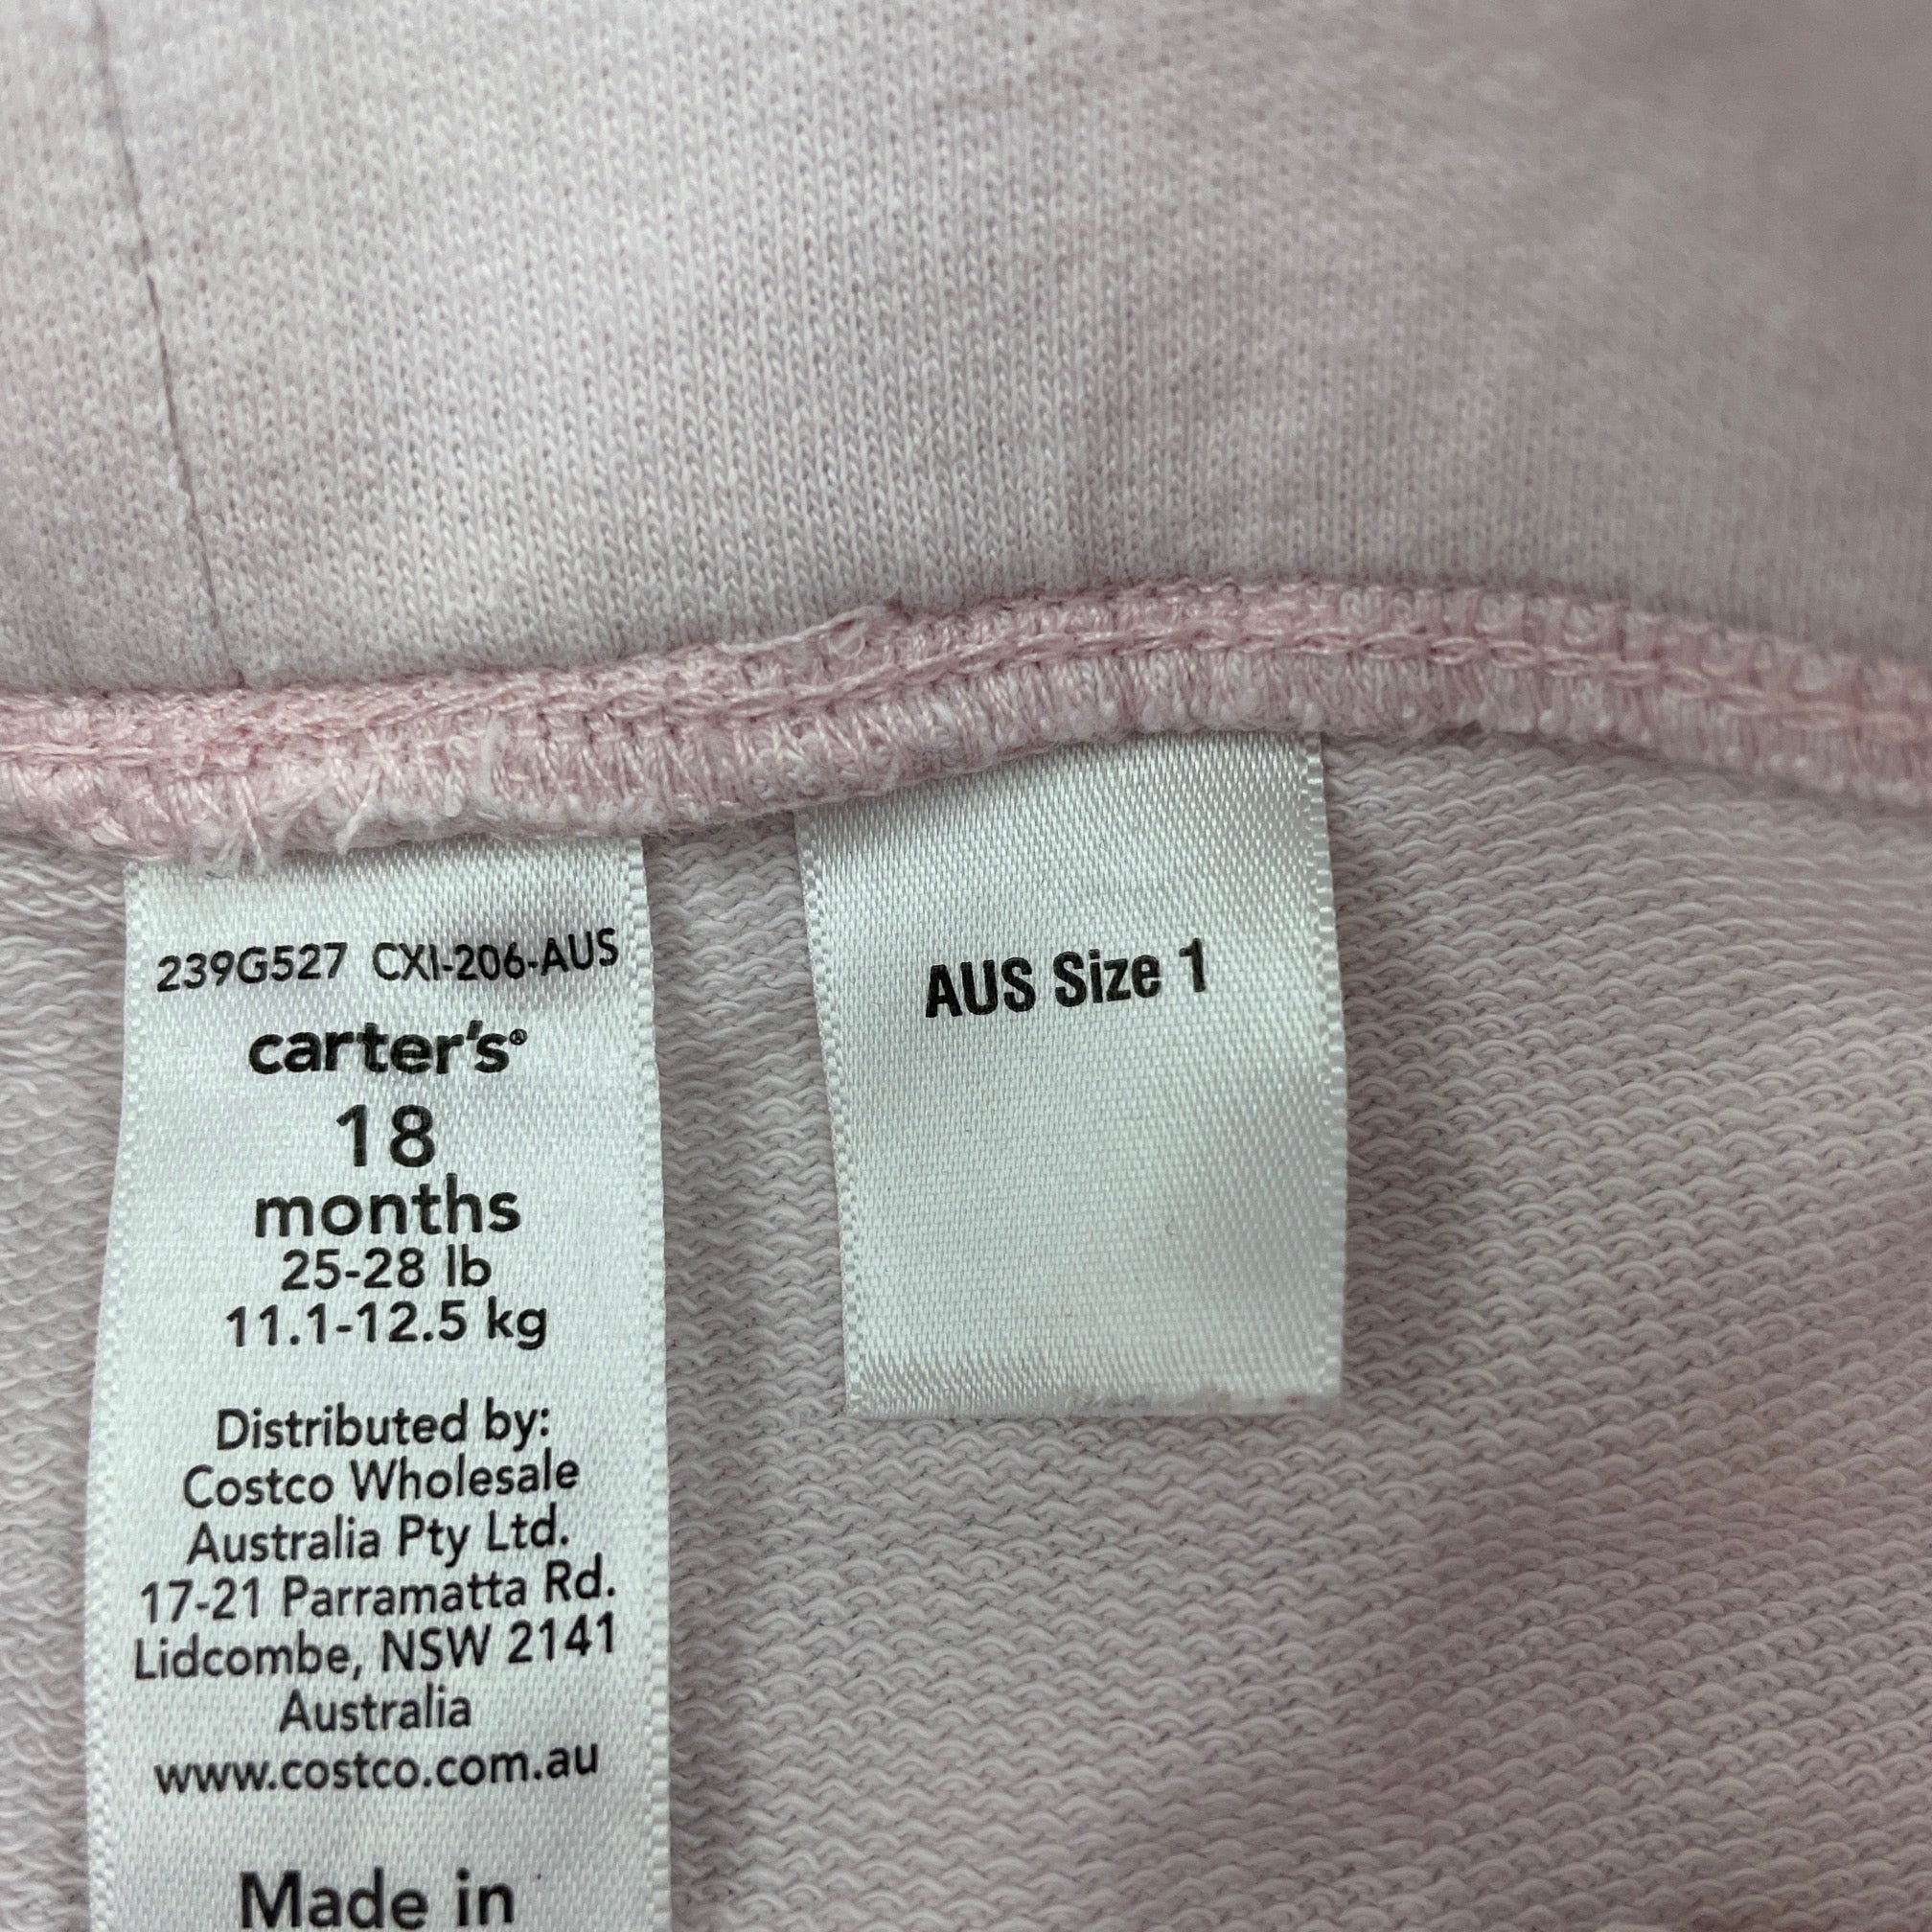 239G527 CXI-206-AUS
carter's®
18
months
25-28 lb
11.1-12.5 kg
Distributed by:
Costco Wholesale
Australia Pty Ltd.
17-21 Parramatta Rd.
Lidcombe, NSW 2141
Australia
www.costco.com.au
Made in
AUS Size 1